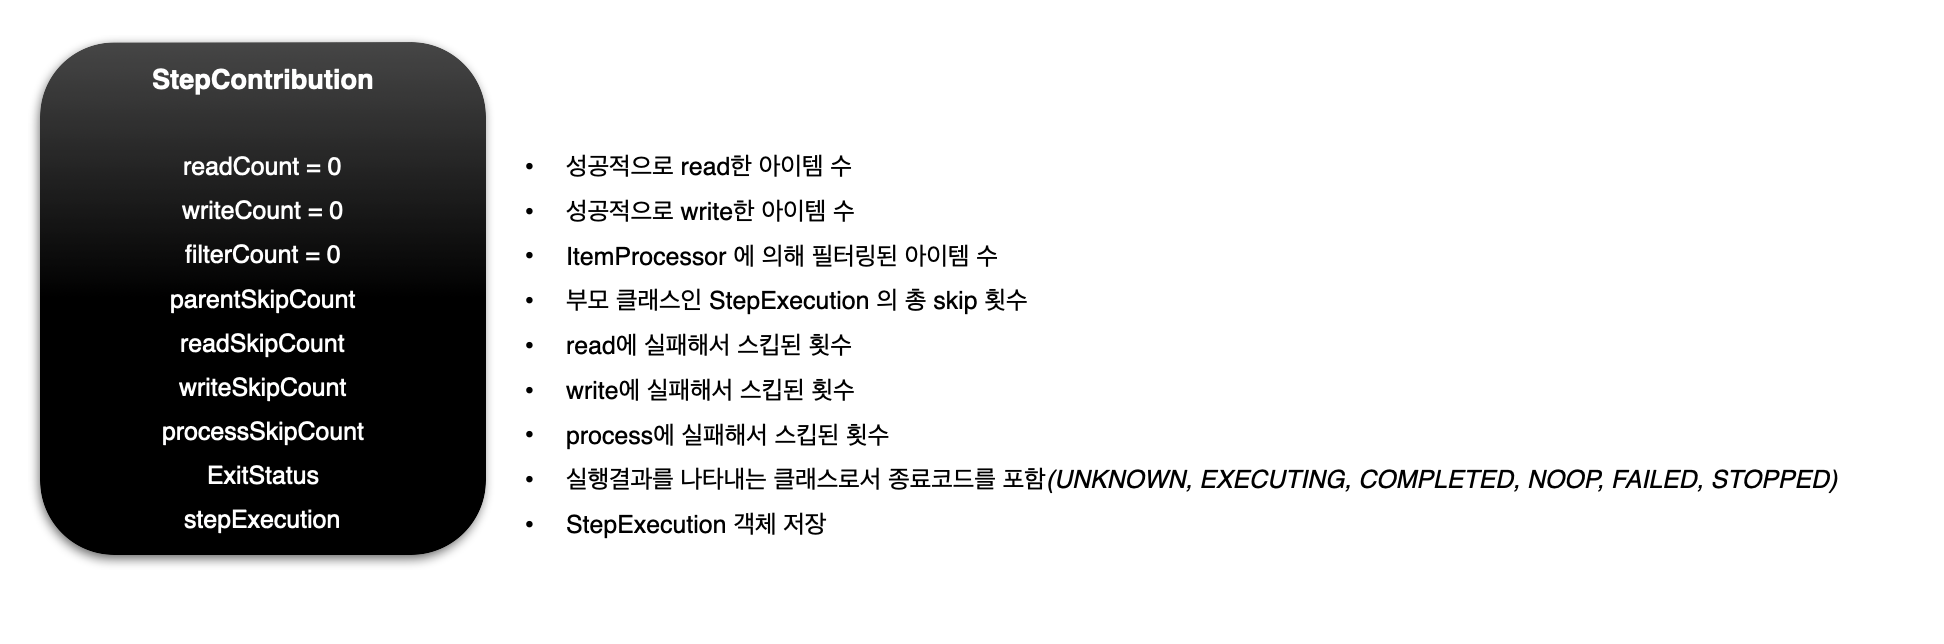 StepContribution
readCount = 0
• 성공적으로 read한 아이템 수
writeCount = 0
• 성공적으로 write한 아이템 수
filterCount = 0
• ItemProcessor 에 의해 필터링된 아이템 수
parentSkipCount
• 부모 클래스인 StepExecution 의 총 skip 횟수
readSkipCount
• read에 실패해서 스킵된 횟수
writeSkipCount
• write에 실패해서 스킵된 횟수
processSkipCount
• process에 실패해서 스킵된 횟수
ExitStatus
• 실행결과를 나타내는 클래스로서 종료코드를 포함(UNKNOWN, EXECUTING, COMPLETED, NOOP, FAILED, STOPPED)
stepExecution
• StepExecution 객체 저장